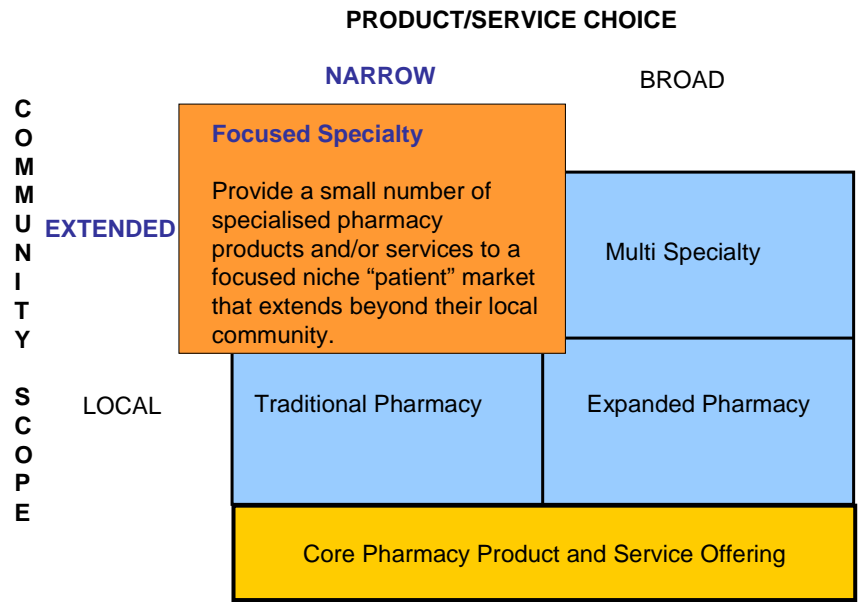 PRODUCT/SERVICE CHOICE
NARROW
BROAD
COMMUNITY SCOPE
EXTENDED
Focused Specialty
Provide a small number of
specialised pharmacy
products and/or services to a
focused niche “patient” market
that extends beyond their local
community.
Multi Specialty
LOCAL
Traditional Pharmacy
Expanded Pharmacy
Core Pharmacy Product and Service Offering